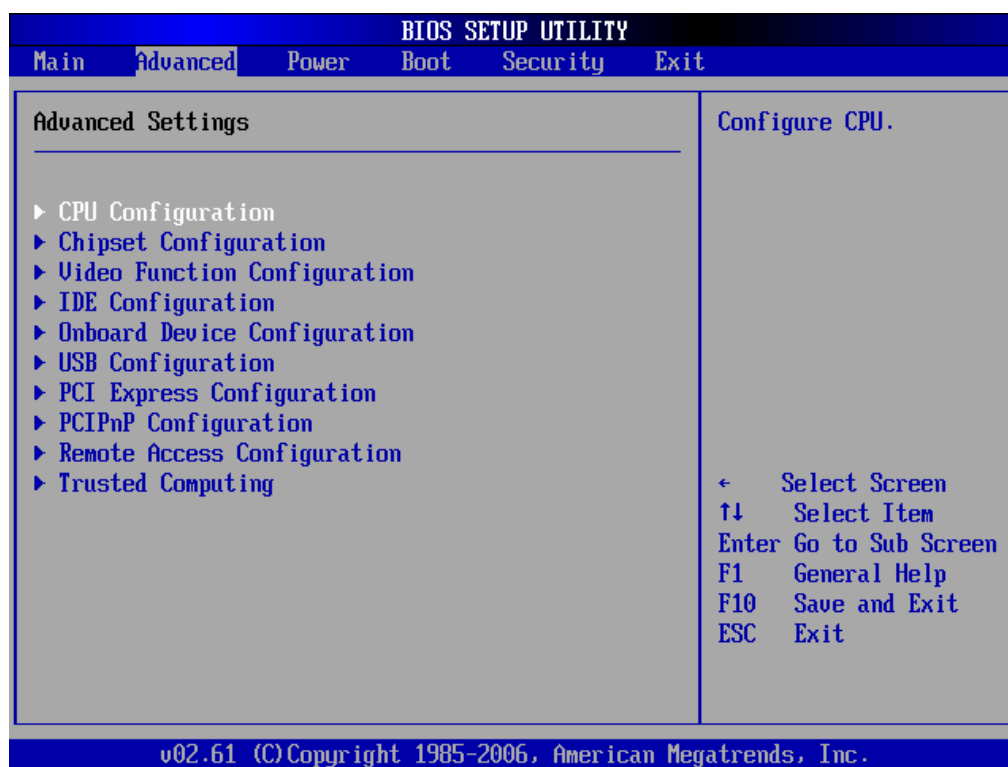 BIOS SETUP UTILITY
Main Advanced Power Boot Security Exit
Advanced Settings
▶ CPU Configuration
▶ Chipset Configuration
▶ Video Function Configuration
▶ IDE Configuration
▶ Onboard Device Configuration
▶ USB Configuration
▶ PCI Express Configuration
▶ PCIPnP Configuration
▶ Remote Access Configuration
▶ Trusted Computing
Configure CPU.
← Select Screen
↑↓ Select Item
Enter Go to Sub Screen
F1 General Help
F10 Save and Exit
ESC Exit
v02.61 (C)Copyright 1985-2006, American Megatrends, Inc.